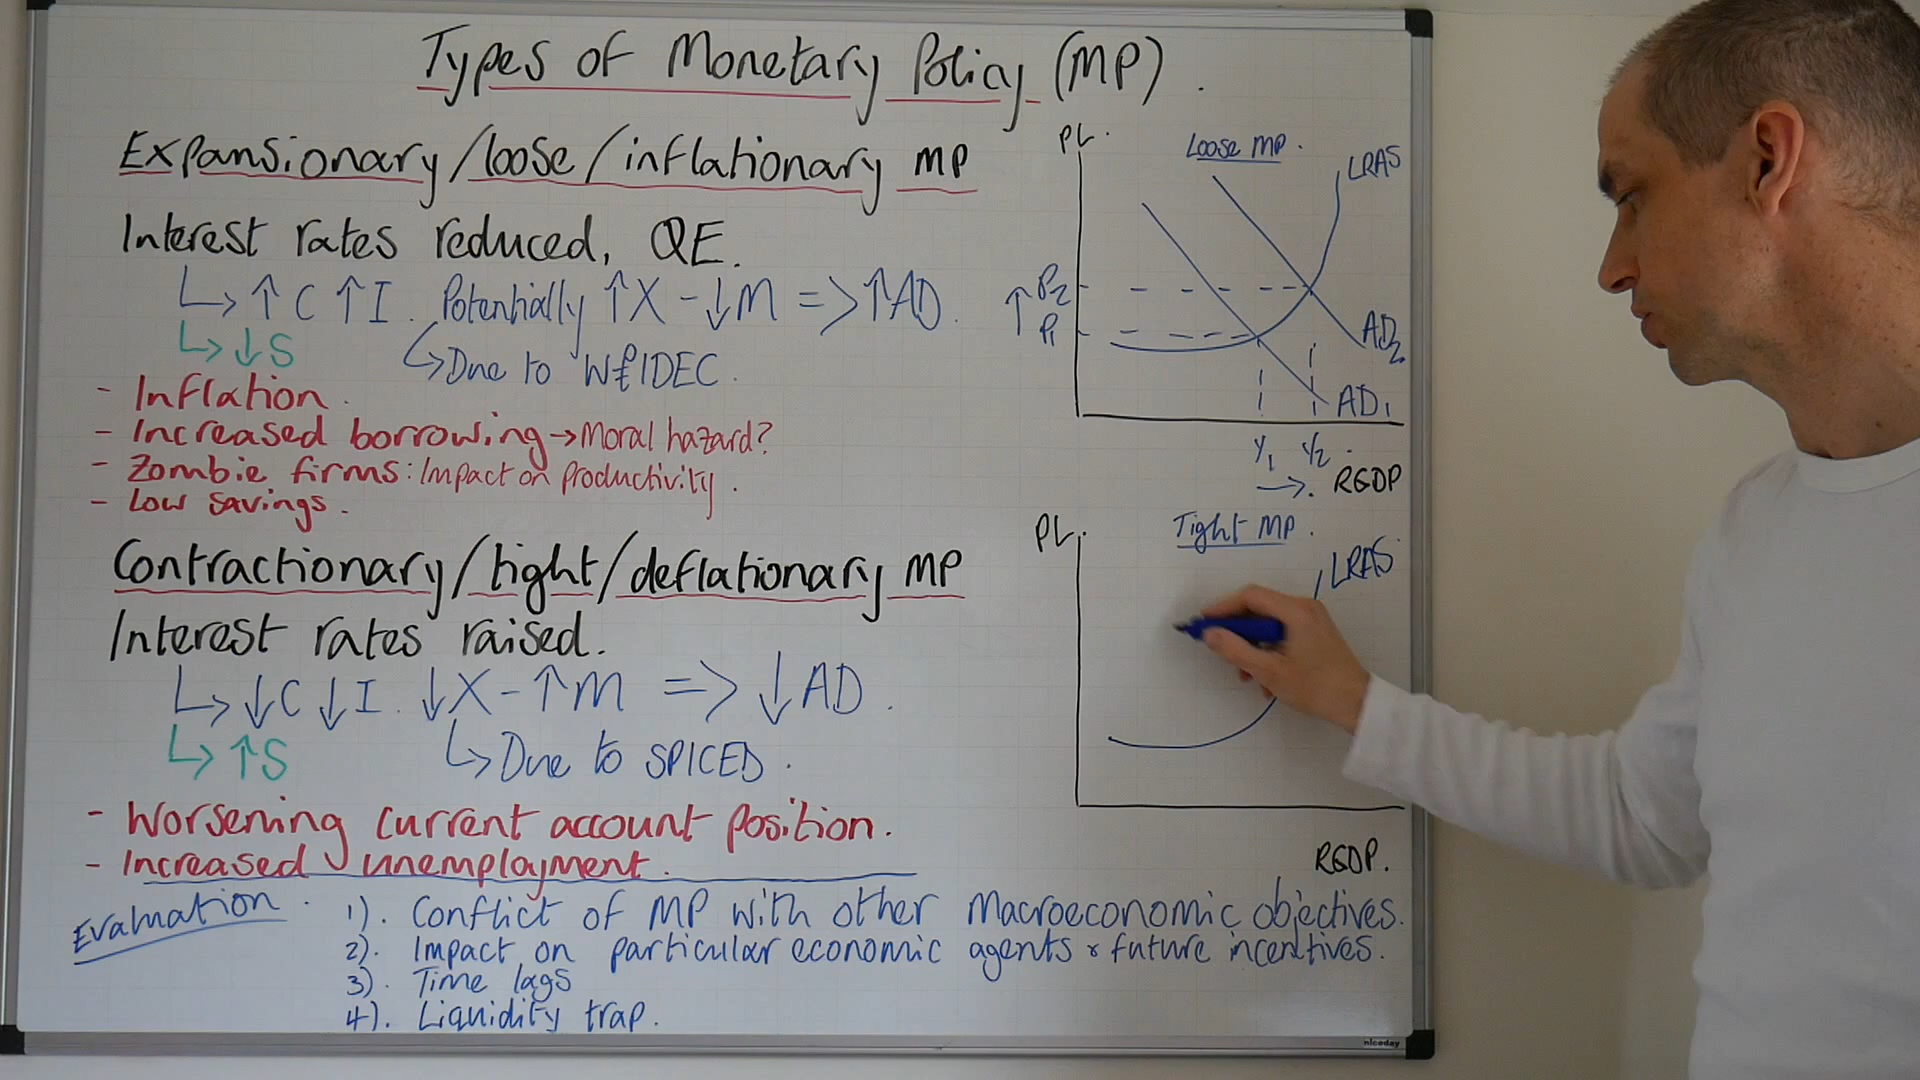 Types of Monetary Policy (MP).
Expansionary/loose/inflationary MP
Interest rates reduced, QE.
↳ ↑C ↑I. Potentially ↑X-↓M => ↑AD.
↳ ↓S
↳ Due to W£IDEC.
- Inflation.
- Increased borrowing → Moral hazard?
- Zombie firms: Impact on productivity.
- Low savings.
Contractionary/tight/deflationary MP
Interest rates raised.
↳ ↓C ↓I. ↓X-↑M => ↓AD.
↳ ↑S
↳ Due to SPICED.
- Worsening current account position.
- Increased unemployment.
Evaluation.
1). Conflict of MP with other macroeconomic objectives.
2). Impact on particular economic agents & future incentives.
3). Time lags
4). Liquidity trap.
PL.
Loose MP.
LRAS
↑ P2
P1
AD2
AD1
Y1 Y2.
→. RGDP
PL.
Tight MP.
LRAS
RGDP.
niceday